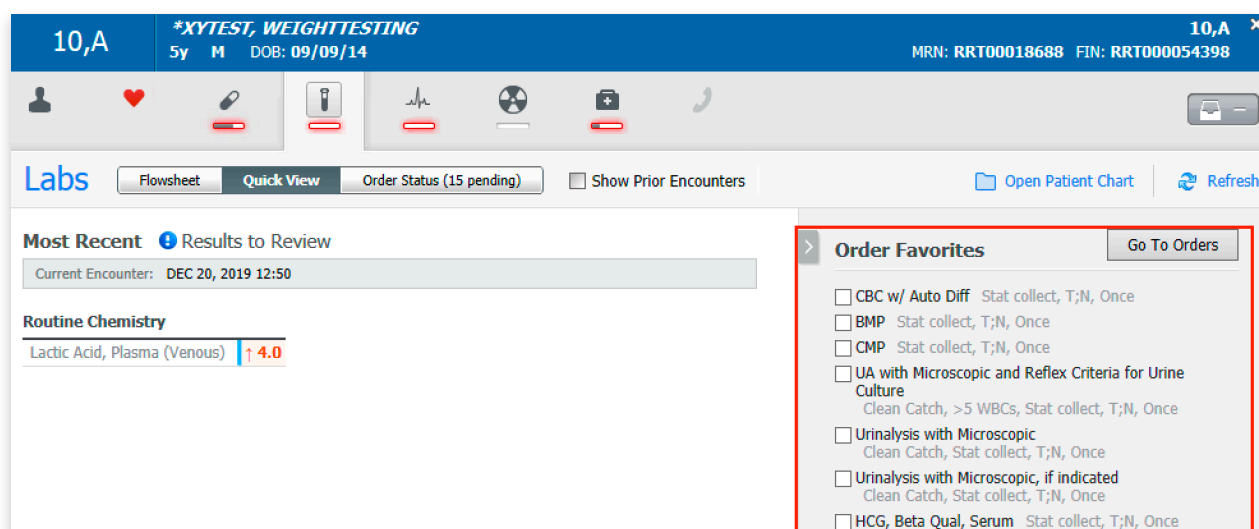 10,A
*XYTEST, WEIGHTTESTING
10,A ×
5y M DOB: 09/09/14
MRN: RRT00018688 FIN: RRT000054398
Labs
Flowsheet
Quick View
Order Status (15 pending)
Show Prior Encounters
Open Patient Chart
Refresh
Most Recent
Results to Review
Current Encounter: DEC 20, 2019 12:50
Routine Chemistry
Lactic Acid, Plasma (Venous) ↑ 4.0
Order Favorites
Go To Orders
CBC w/ Auto Diff Stat collect, T;N, Once
BMP Stat collect, T;N, Once
CMP Stat collect, T;N, Once
UA with Microscopic and Reflex Criteria for Urine
Culture
Clean Catch, >5 WBCs, Stat collect, T;N, Once
Urinalysis with Microscopic
Clean Catch, Stat collect, T;N, Once
Urinalysis with Microscopic, if indicated
Clean Catch, Stat collect, T;N, Once
HCG, Beta Qual, Serum Stat collect, T;N, Once